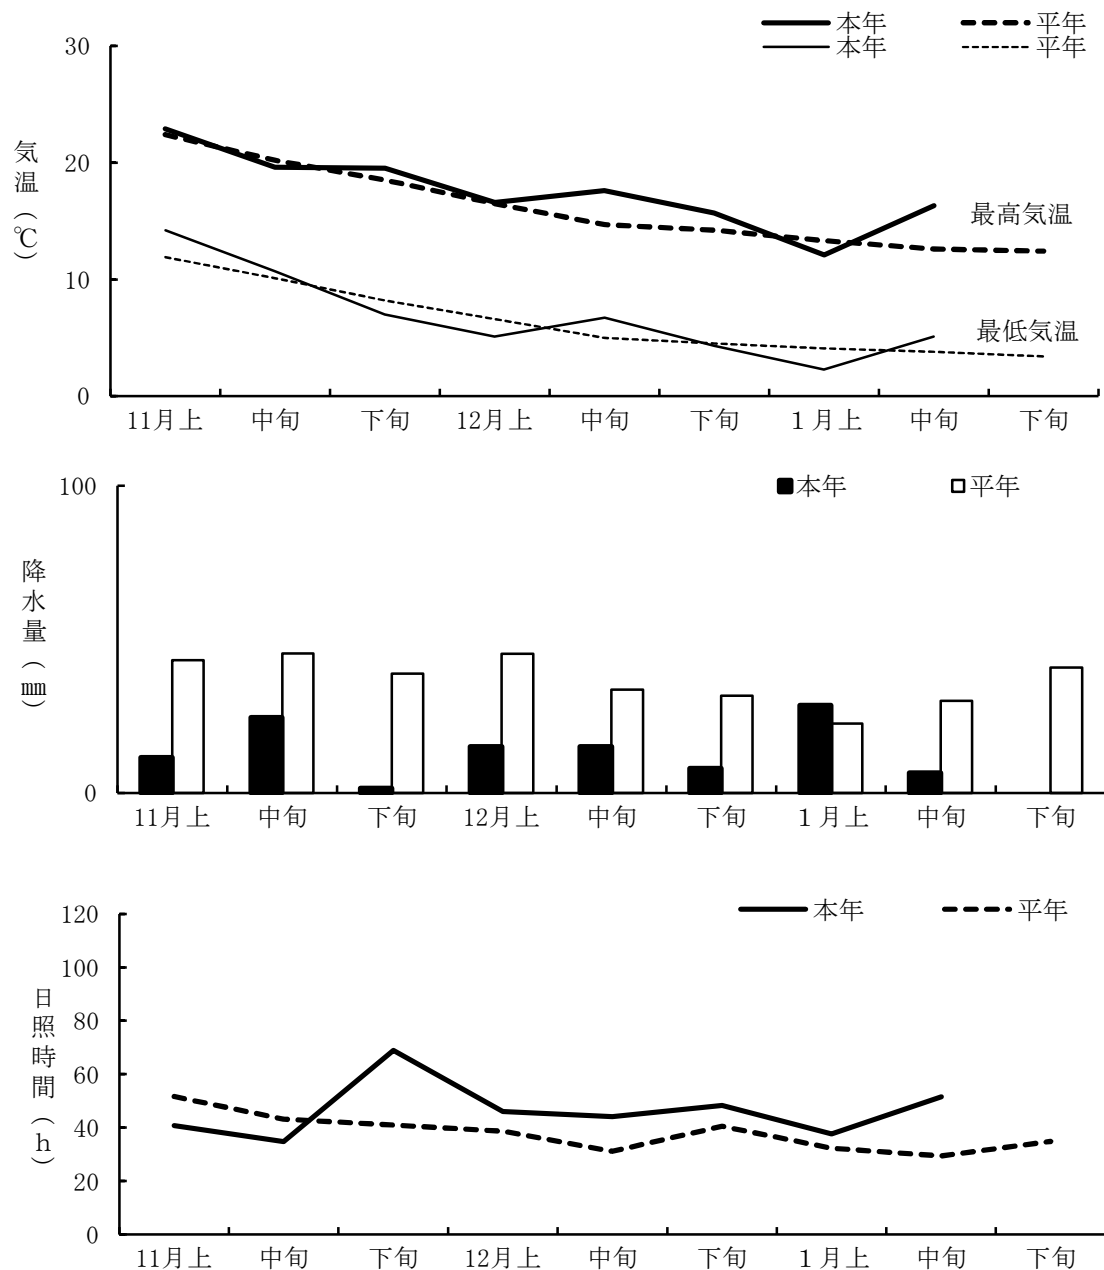 本年 平年
本年 平年
30
20
10
0
気温（℃）
最高気温
最低気温
11月上 中旬 下旬 12月上 中旬 下旬 １月上 中旬 下旬
100
0
本年 平年
降水量（㎜）
11月上 中旬 下旬 12月上 中旬 下旬 １月上 中旬 下旬
本年 平年
120
100
80
60
40
20
0
日照時間（ｈ）
11月上 中旬 下旬 12月上 中旬 下旬 １月上 中旬 下旬